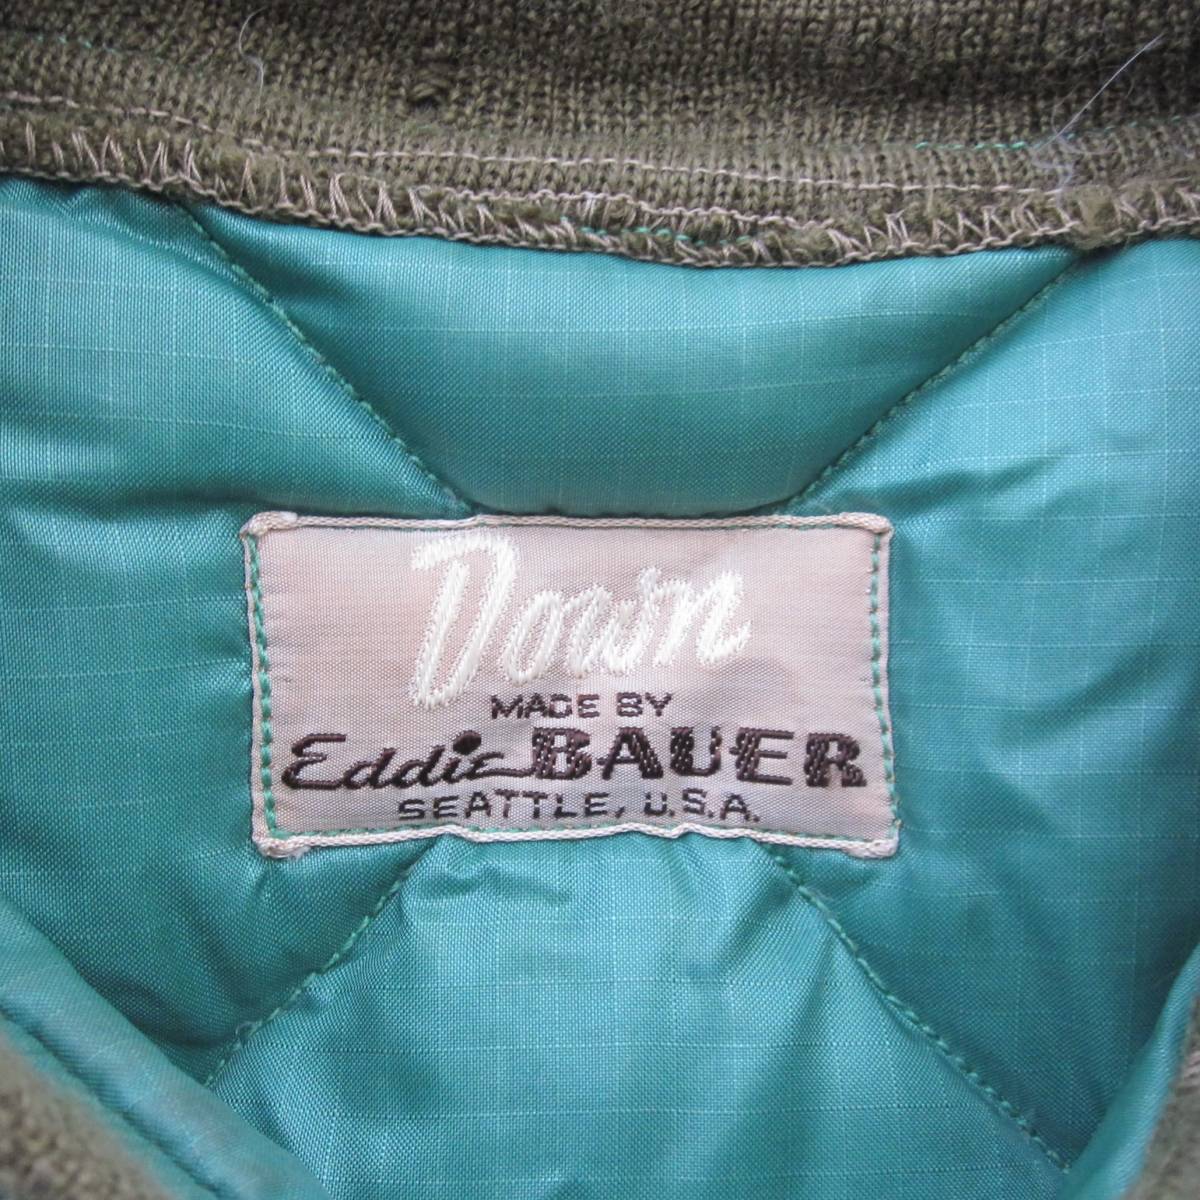 Down
MADE BY
Eddie BAUER
SEATTLE, U.S.A.